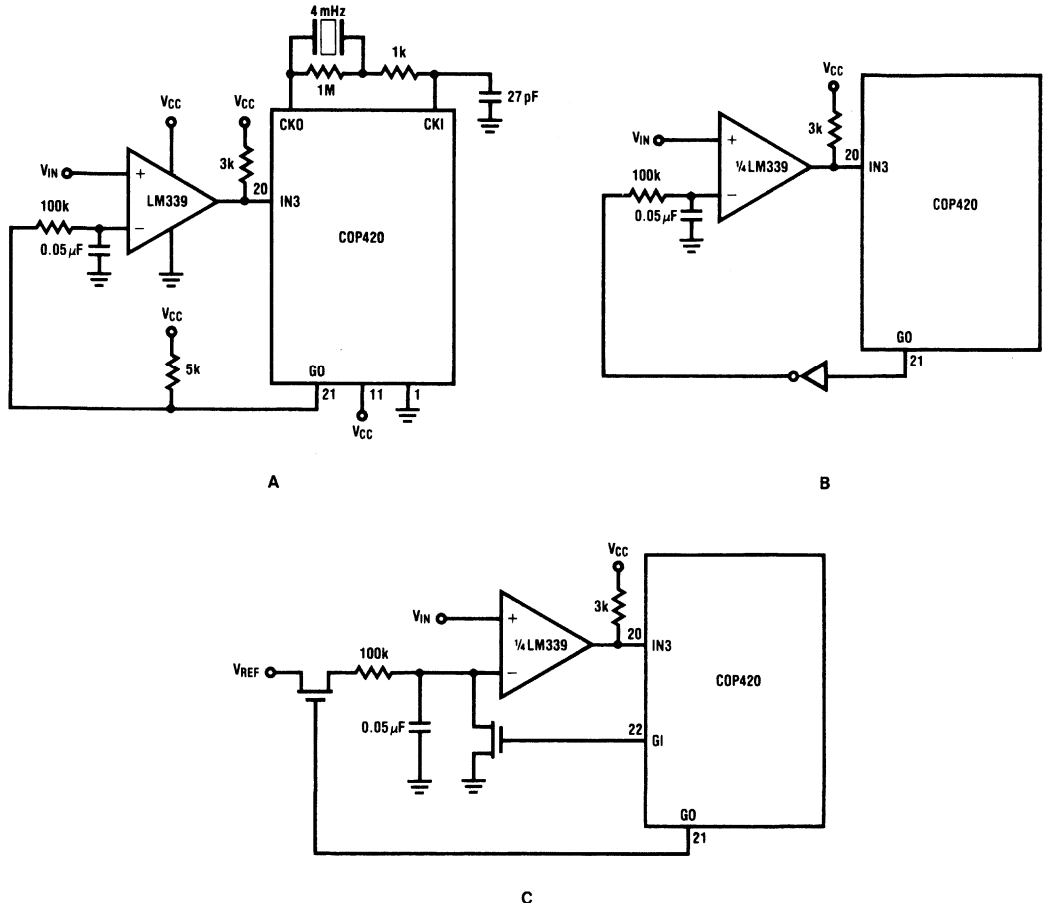 4 mHz
1k
1M
27 pF
VCC
VCC
CKO
CKI
3k
VIN
+
LM339
20
IN3
100k
−
0.05 µF
COP420
VCC
5k
GO
21
11
1
VCC
A
VCC
3k
VIN
+
¼ LM339
20
IN3
100k
−
0.05 µF
COP420
GO
21
B
VCC
3k
VIN
+
¼ LM339
20
IN3
100k
VREF
−
COP420
0.05 µF
22
GI
GO
21
C